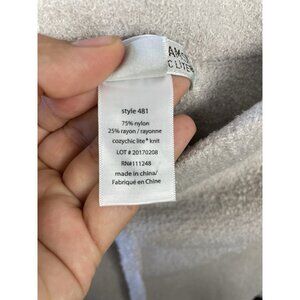 C LITE
style 481
75% nylon
25% rayon / rayonne
cozychic lite® knit
LOT # 20170208
RN#111248
made in china/
Fabriqué en Chine